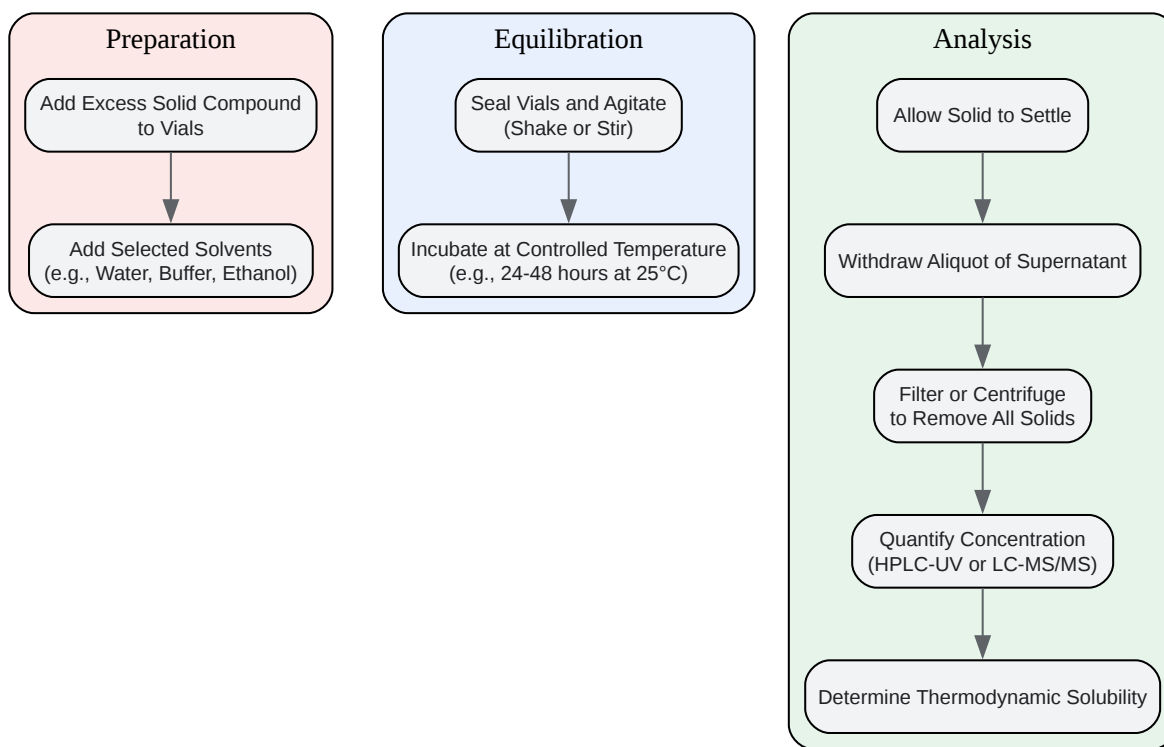 Preparation
Add Excess Solid Compound
to Vials
Add Selected Solvents
(e.g., Water, Buffer, Ethanol)
Equilibration
Seal Vials and Agitate
(Shake or Stir)
Incubate at Controlled Temperature
(e.g., 24-48 hours at 25°C)
Analysis
Allow Solid to Settle
Withdraw Aliquot of Supernatant
Filter or Centrifuge
to Remove All Solids
Quantify Concentration
(HPLC-UV or LC-MS/MS)
Determine Thermodynamic Solubility